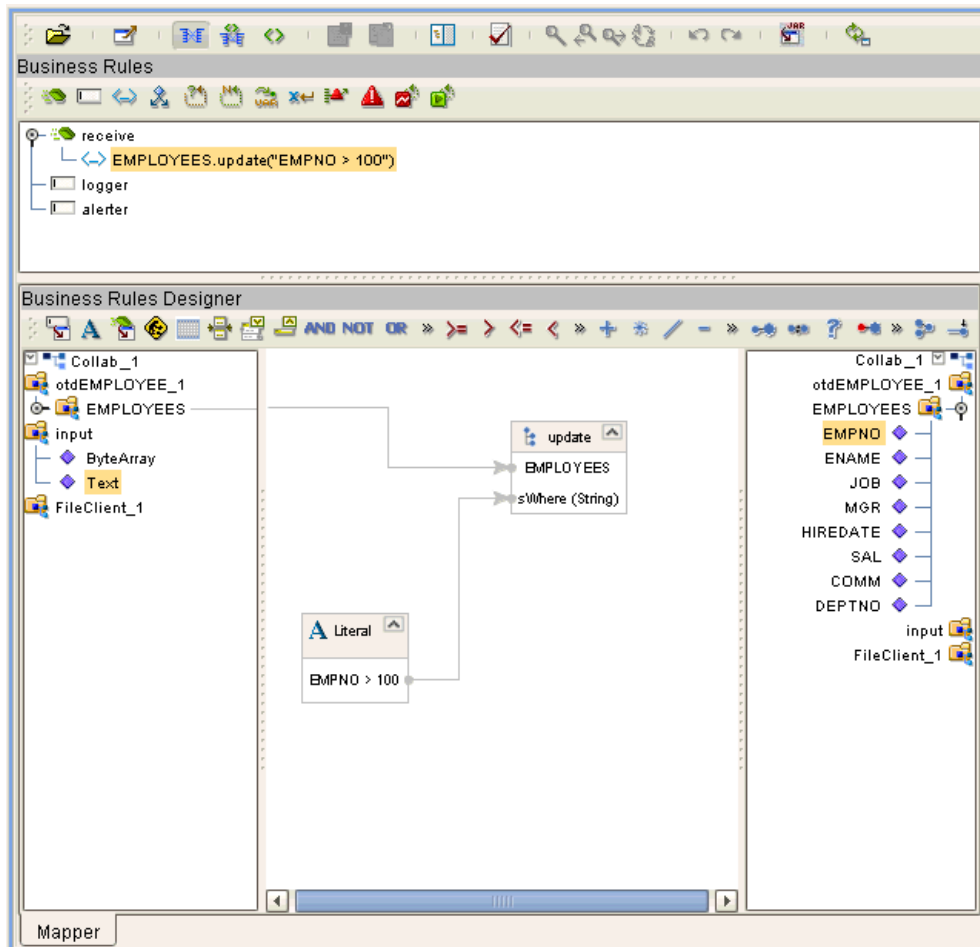 JAR
Business Rules
receive
EMPLOYEES.update("EMPNO > 100")
logger
alerter
Business Rules Designer
A AND NOT OR » >= > <= < » + * / - » ? » 
Collab_1
otdEMPLOYEE_1
EMPLOYEES
input
ByteArray
Text
FileClient_1
update
EMPLOYEES
sWhere (String)
A Literal
EMPNO > 100
Collab_1
otdEMPLOYEE_1
EMPLOYEES
EMPNO
ENAME
JOB
MGR
HIREDATE
SAL
COMM
DEPTNO
input
FileClient_1
Mapper